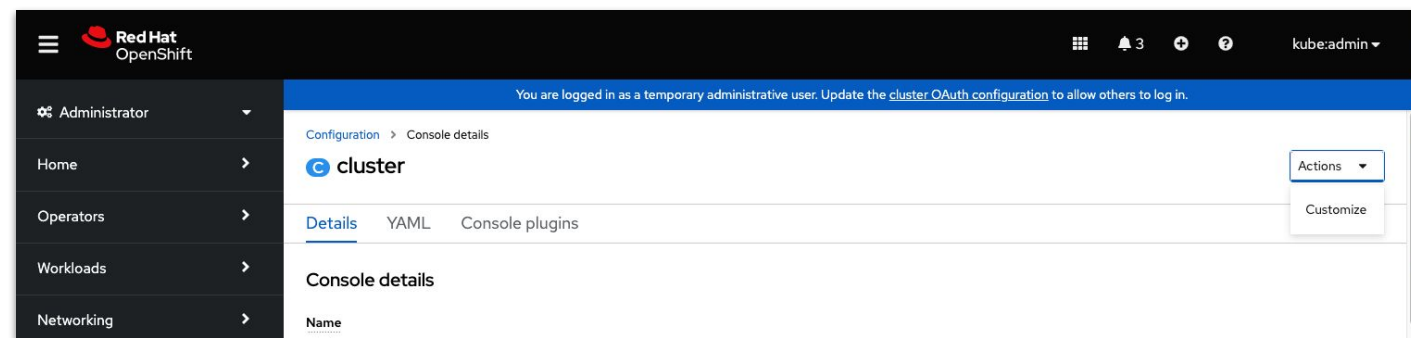 Red Hat
OpenShift
3
kube:admin
Administrator
You are logged in as a temporary administrative user. Update the cluster OAuth configuration to allow others to log in.
Configuration > Console details
Home
C cluster
Actions
Operators
Details YAML Console plugins
Customize
Workloads
Console details
Networking
Name